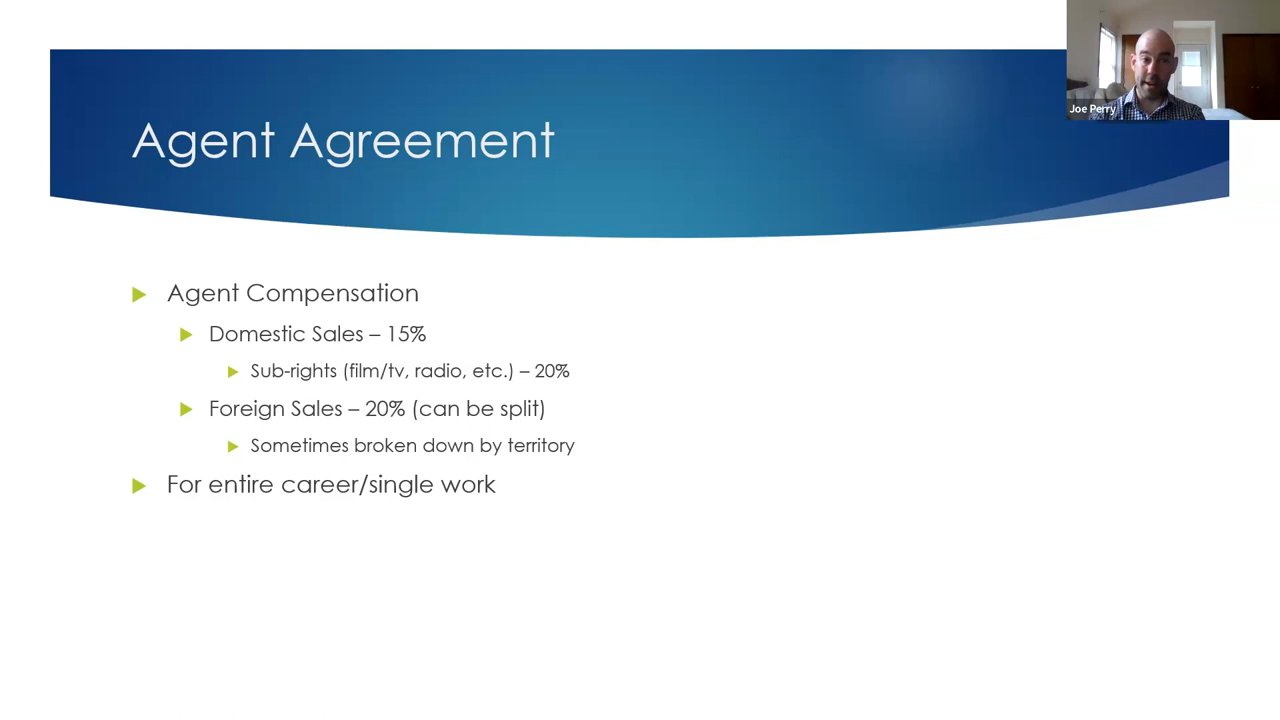 Agent Agreement
Joe Perry
Agent Compensation
Domestic Sales – 15%
Sub-rights (film/tv, radio, etc.) – 20%
Foreign Sales – 20% (can be split)
Sometimes broken down by territory
For entire career/single work